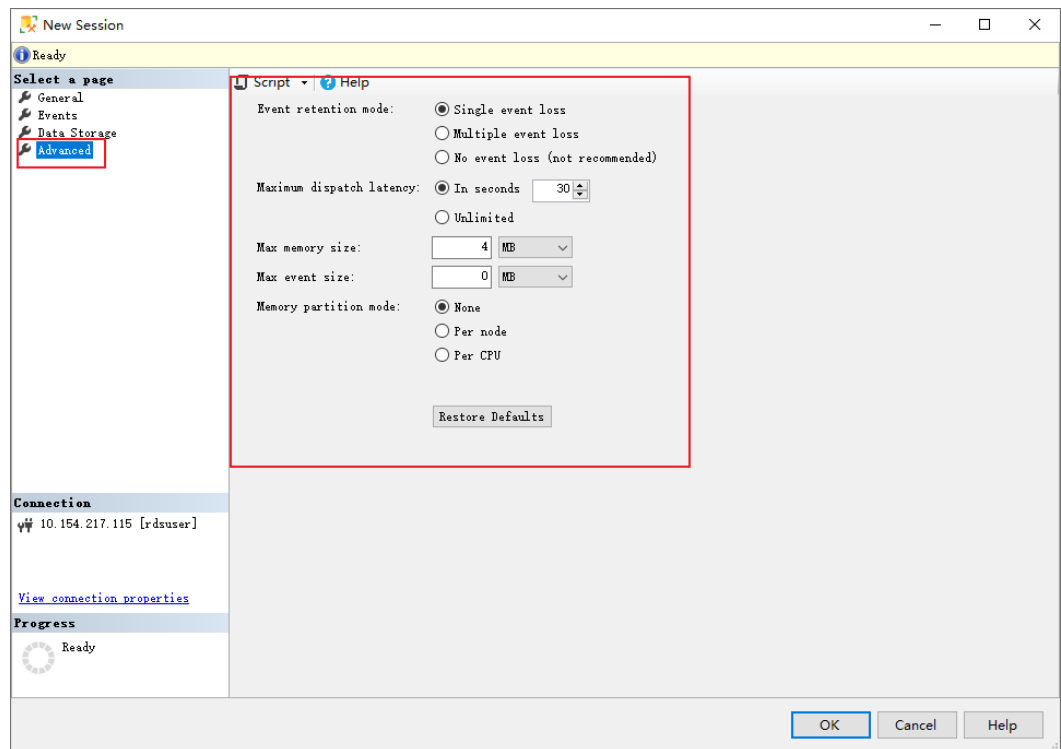 New Session
Ready
Select a page
General
Events
Data Storage
Advanced
Script Help
Event retention mode: Single event loss
Multiple event loss
No event loss (not recommended)
Maximum dispatch latency: In seconds 30
Unlimited
Max memory size: 4 MB
Max event size: 0 MB
Memory partition mode: None
Per node
Per CPU
Restore Defaults
Connection
10.154.217.115 [rdsuser]
View connection properties
Progress
Ready
OK Cancel Help